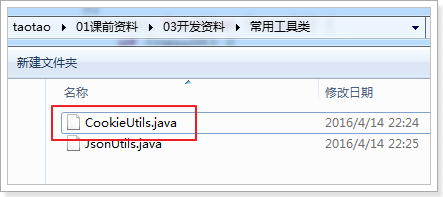 taotao 01课前资料 03开发资料 常用工具类
新建文件夹
名称 修改日期
CookieUtils.java 2016/4/14 22:24
JsonUtils.java 2016/4/14 22:25